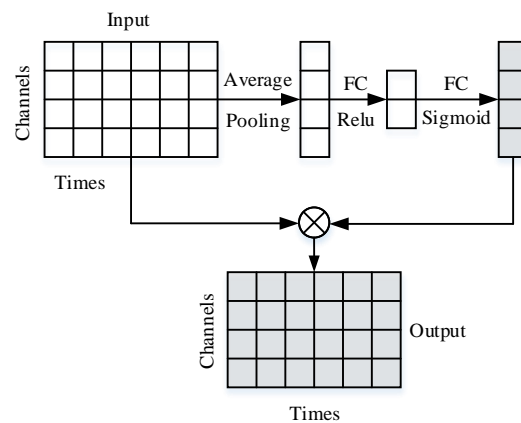 Input
Channels
Average
Pooling
FC
Relu
FC
Sigmoid
Times
Channels
Output
Times